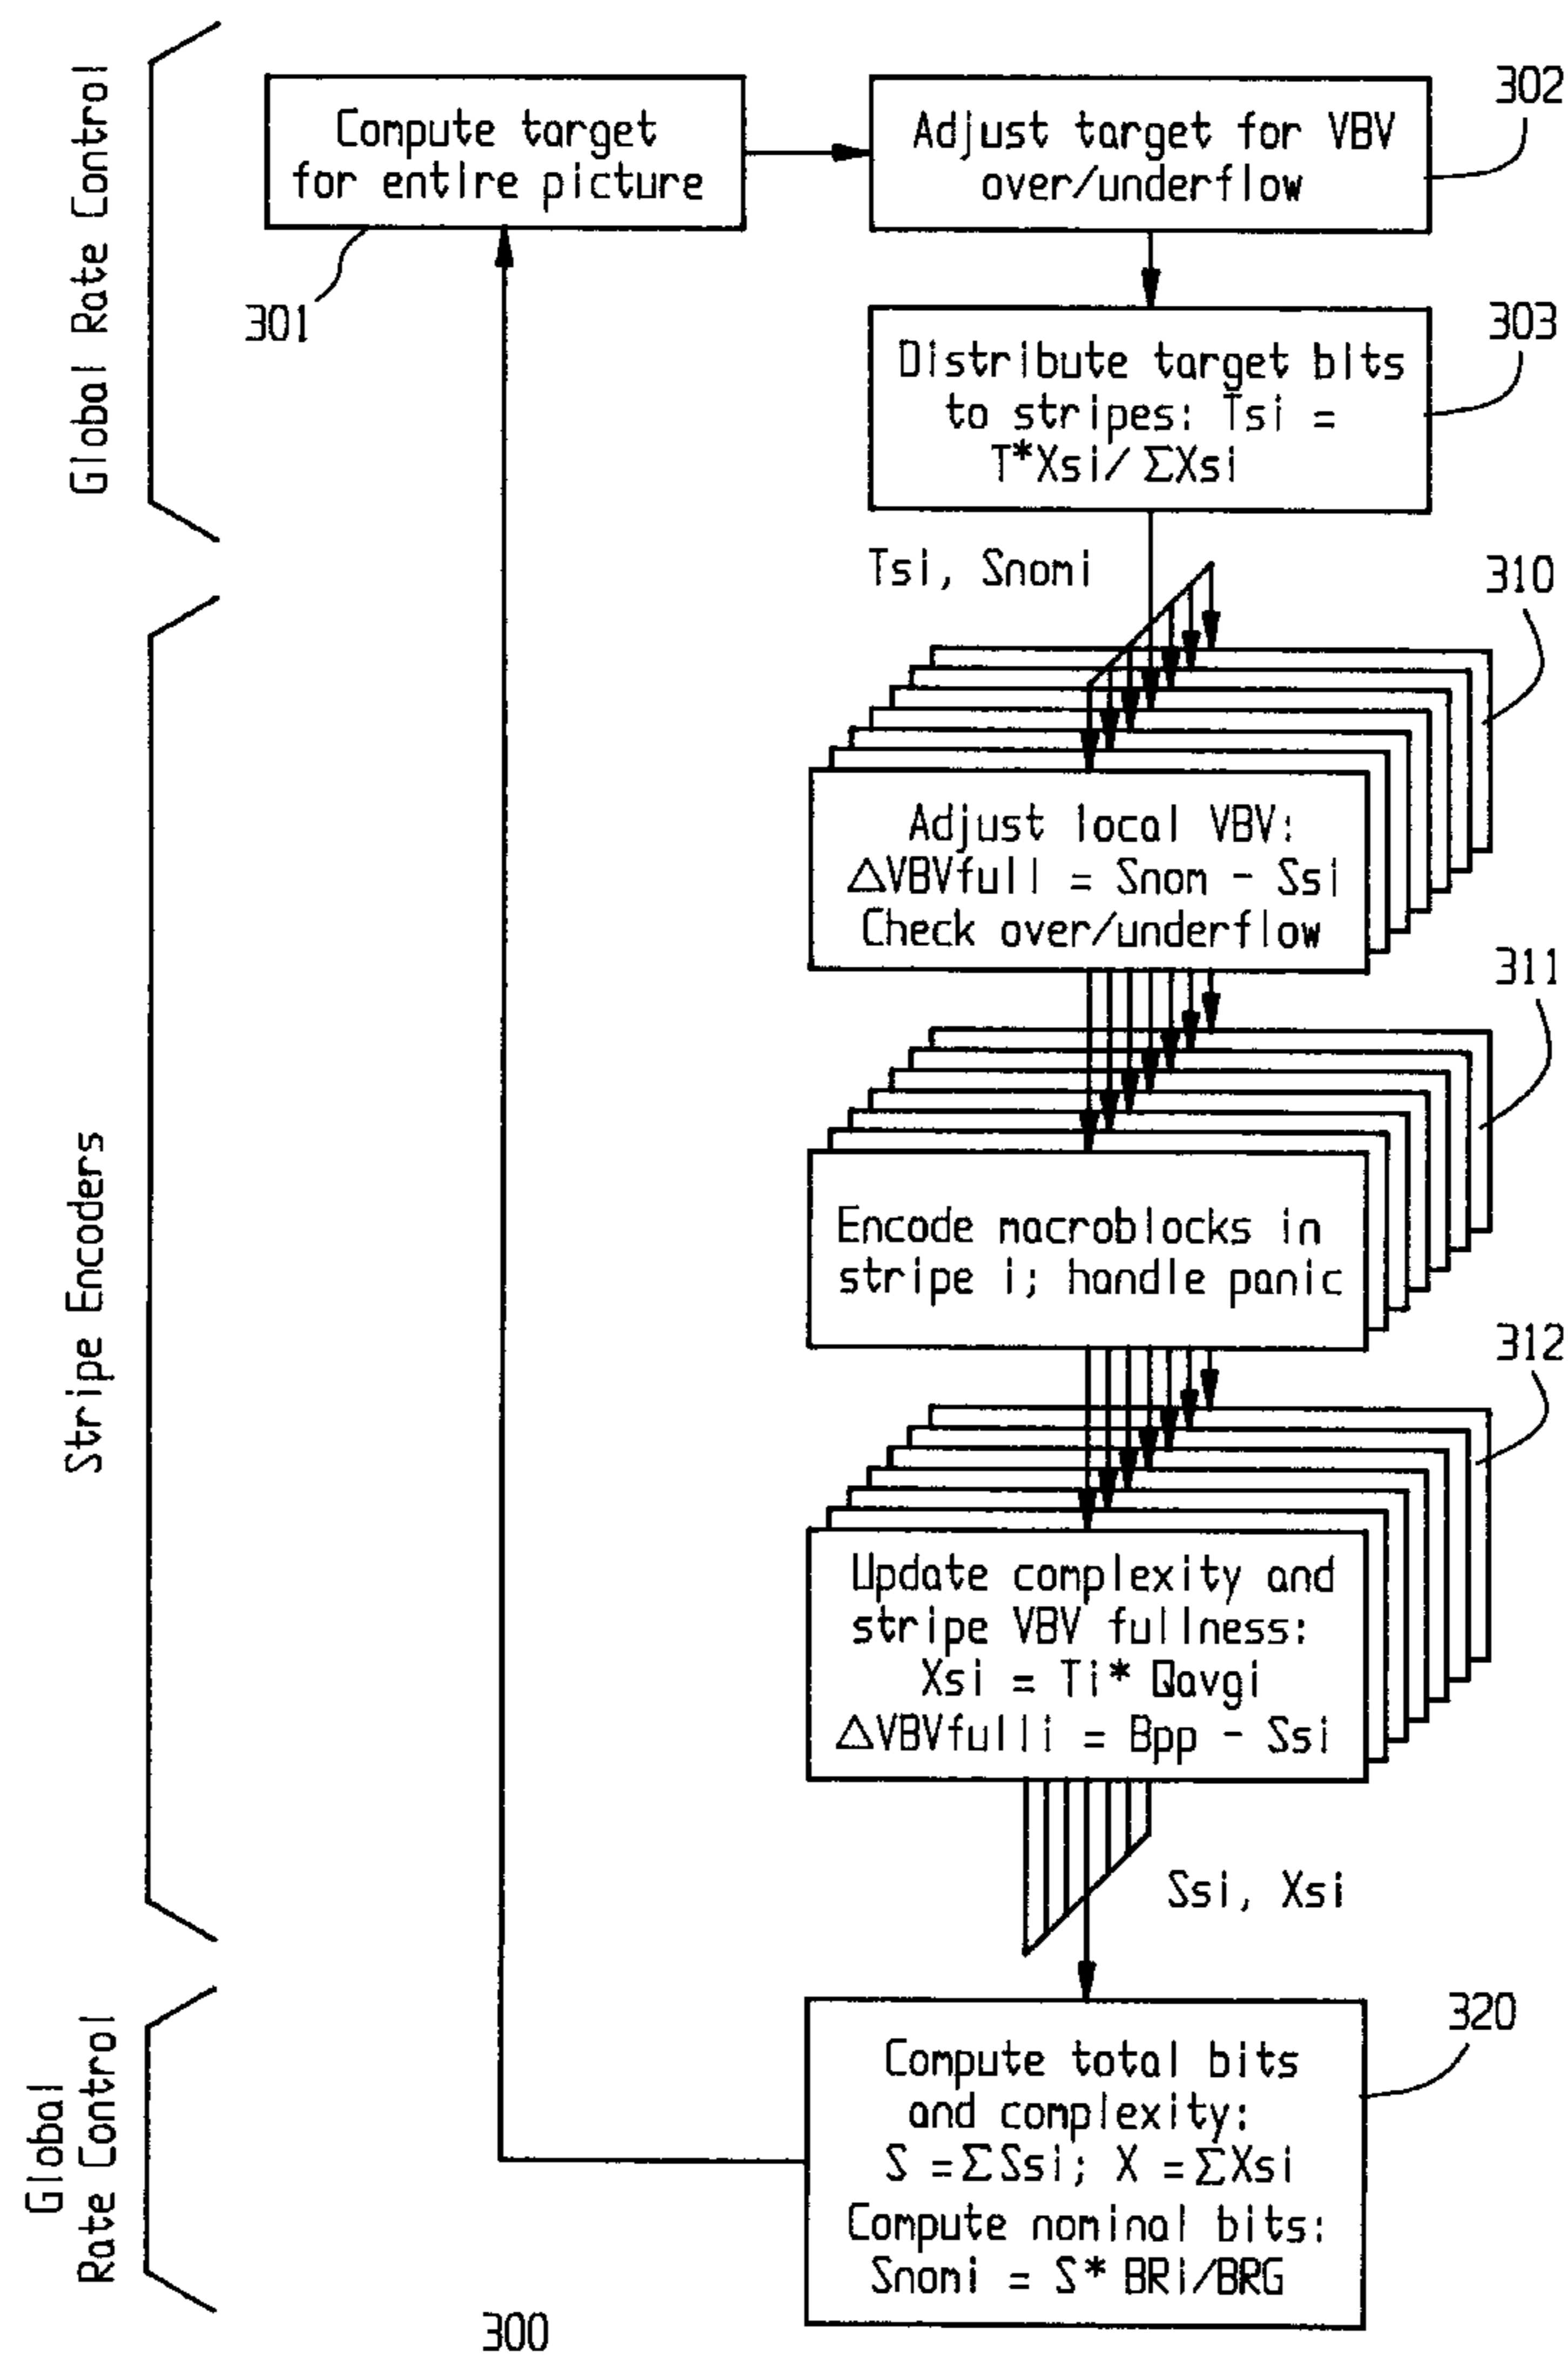 Global Rate Control
Compute target
for entire picture
301
Adjust target for VBV
over/underflow
302
Distribute target bits
to stripes: Tsi =
T*Xsi/ ΣXsi
303
Tsi, Snomi
Stripe Encoders
310
Adjust local VBV:
△VBVfull = Snom - Ssi
Check over/underflow
311
Encode macroblocks in
stripe i; handle panic
312
Update complexity and
stripe VBV fullness:
Xsi = Ti* Qavgi
△VBVfulli = Bpp - Ssi
Ssi, Xsi
Global
Rate Control
320
Compute total bits
and complexity:
S =ΣSsi; X =ΣXsi
Compute nominal bits:
Snomi = S* BRi/BRG
300